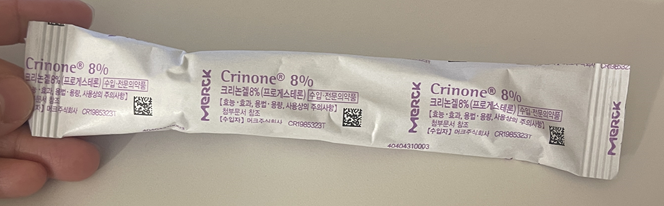 Crinone® 8%
크리논겔8% (프로게스테론) 수입·전문의약품
【효능·효과, 용법·용량, 사용상의 주의사항】
첨부문서 참조
【수입자】 머크주식회사 CR1985323T
MERCK
Crinone® 8%
크리논겔8% (프로게스테론) 수입·전문의약품
【효능·효과, 용법·용량, 사용상의 주의사항】
첨부문서 참조
【수입자】 머크주식회사 CR1985323T
MERCK
Crinone® 8%
크리논겔8% (프로게스테론) 수입·전문의약품
【효능·효과, 용법·용량, 사용상의 주의사항】
첨부문서 참조
【수입자】 머크주식회사 CR1985323T
MERCK
40404310003